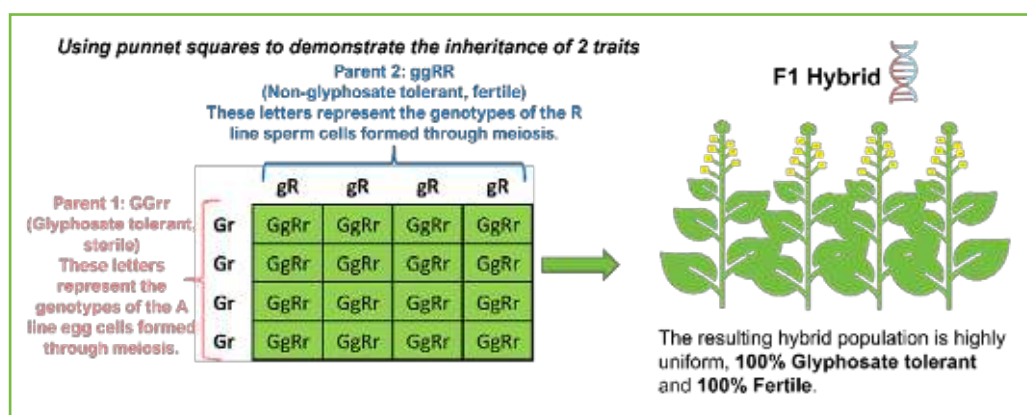 Using punnet squares to demonstrate the inheritance of 2 traits
Parent 2: ggRR
(Non-glyphosate tolerant, fertile)
These letters represent the genotypes of the R
line sperm cells formed through meiosis.
F1 Hybrid
gR gR gR gR
Parent 1: GGrr
(Glyphosate tolerant,
sterile)
These letters
represent the
genotypes of the A
line egg cells formed
through meiosis.
Gr GgRr GgRr GgRr GgRr
Gr GgRr GgRr GgRr GgRr
Gr GgRr GgRr GgRr GgRr
Gr GgRr GgRr GgRr GgRr
The resulting hybrid population is highly
uniform, 100% Glyphosate tolerant
and 100% Fertile.